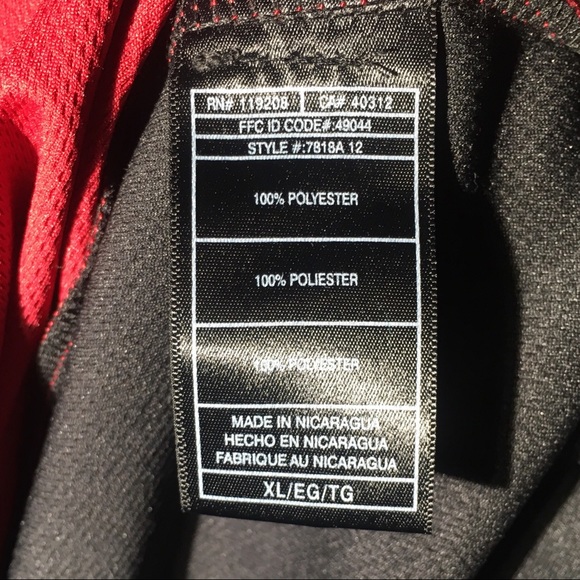 RN# 119208 CA# 40312
FFC ID CODE#:49044
STYLE #:7818A 12
100% POLYESTER
100% POLIESTER
100% POLYESTER
MADE IN NICARAGUA
HECHO EN NICARAGUA
FABRIQUE AU NICARAGUA
XL/EG/TG